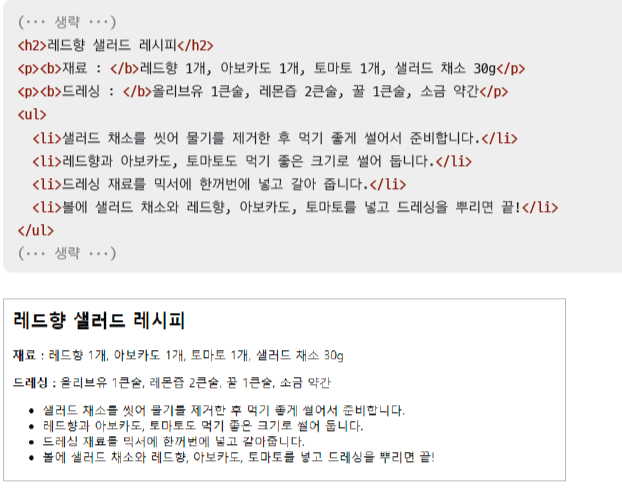 (··· 생략 ···)
<h2>레드향 샐러드 레시피</h2>
<p><b>재료 : </b>레드향 1개, 아보카도 1개, 토마토 1개, 샐러드 채소 30g</p>
<p><b>드레싱 : </b>올리브유 1큰술, 레몬즙 2큰술, 꿀 1큰술, 소금 약간</p>
<ul>
<li>샐러드 채소를 씻어 물기를 제거한 후 먹기 좋게 썰어서 준비합니다.</li>
<li>레드향과 아보카도, 토마토도 먹기 좋은 크기로 썰어 둡니다.</li>
<li>드레싱 재료를 믹서에 한꺼번에 넣고 갈아 줍니다.</li>
<li>볼에 샐러드 채소와 레드향, 아보카도, 토마토를 넣고 드레싱을 뿌리면 끝!</li>
</ul>
(··· 생략 ···)
레드향 샐러드 레시피
재료 : 레드향 1개, 아보카도 1개, 토마토 1개, 샐러드 채소 30g
드레싱 : 올리브유 1큰술, 레몬즙 2큰술, 꿀 1큰술, 소금 약간
• 샐러드 채소를 씻어 물기를 제거한 후 먹기 좋게 썰어서 준비합니다.
• 레드향과 아보카도, 토마토도 먹기 좋은 크기로 썰어 둡니다.
• 드레싱 재료를 믹서에 한꺼번에 넣고 갈아줍니다.
• 볼에 샐러드 채소와 레드향, 아보카도, 토마토를 넣고 드레싱을 뿌리면 끝!